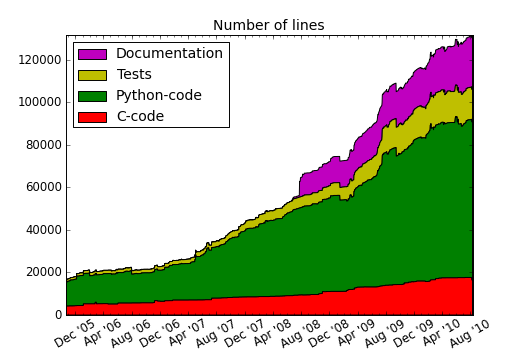 Number of lines
Documentation
Tests
Python-code
C-code
120000
100000
80000
60000
40000
20000
0
Dec '05
Apr '06
Aug '06
Dec '06
Apr '07
Aug '07
Dec '07
Apr '08
Aug '08
Dec '08
Apr '09
Aug '09
Dec '09
Apr '10
Aug '10